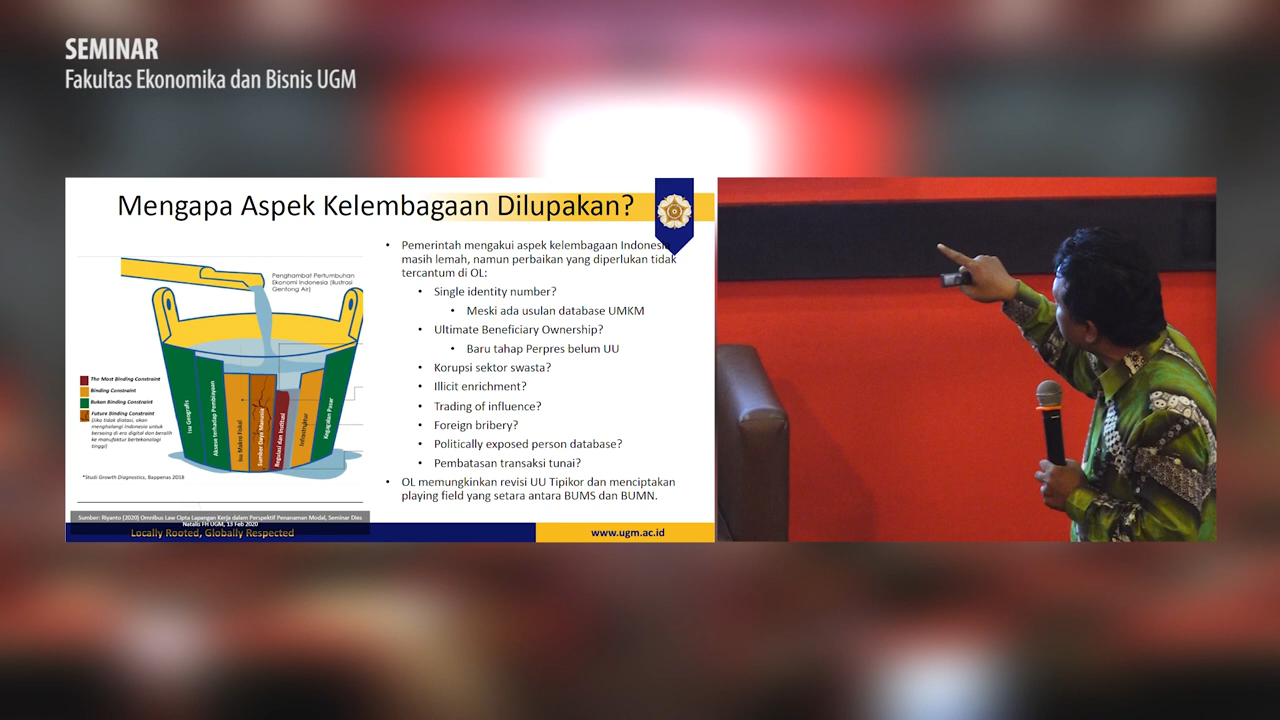 SEMINAR
Fakultas Ekonomika dan Bisnis UGM
Mengapa Aspek Kelembagaan Dilupakan?
Penghambat Pertumbuhan
Ekonomi Indonesia (Ilustrasi
Gentong Air)
The Most Binding Constraint
Binding Constraint
Bukan Binding Constraint
Future Binding Constraint
(Jika tidak diatasi, akan
menghalangi Indonesia untuk
bersaing di era digital dan beralih
ke manufaktur berteknologi
tinggi)
Isu Geografis
Akses terhadap Pembiayaan
Isu Makro Fiskal
Sumber Daya Manusia
Regulasi dan Institusi
Infrastruktur
Kegagalan Pasar
*Studi Growth Diagnostics, Bappenas 2018
• Pemerintah mengakui aspek kelembagaan Indonesia
masih lemah, namun perbaikan yang diperlukan tidak
tercantum di OL:
• Single identity number?
• Meski ada usulan database UMKM
• Ultimate Beneficiary Ownership?
• Baru tahap Perpres belum UU
• Korupsi sektor swasta?
• Illicit enrichment?
• Trading of influence?
• Foreign bribery?
• Politically exposed person database?
• Pembatasan transaksi tunai?
• OL memungkinkan revisi UU Tipikor dan menciptakan
playing field yang setara antara BUMS dan BUMN.
Sumber: Riyanto (2020) Omnibus Law Cipta Lapangan Kerja dalam Perspektif Penanaman Modal, Seminar Dies
Natalis FH UGM, 13 Feb 2020
Locally Rooted, Globally Respected
www.ugm.ac.id